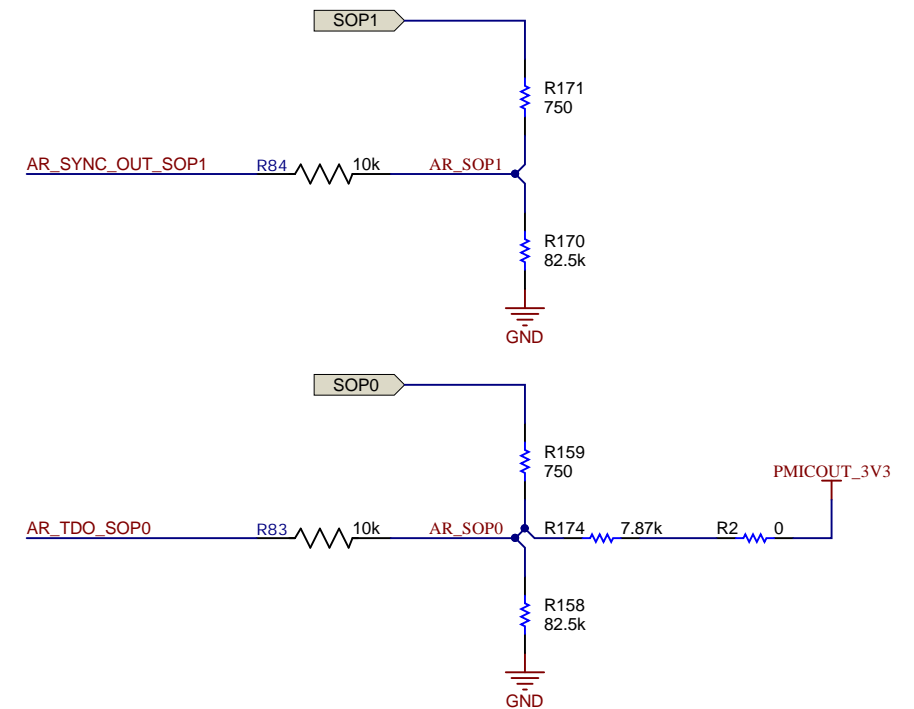 SOP1
R171
750
AR_SYNC_OUT_SOP1
R84
10k
AR_SOP1
R170
82.5k
GND
SOP0
R159
750
PMICOUT_3V3
AR_TDO_SOP0
R83
10k
AR_SOP0
R174
7.87k
R2
0
R158
82.5k
GND